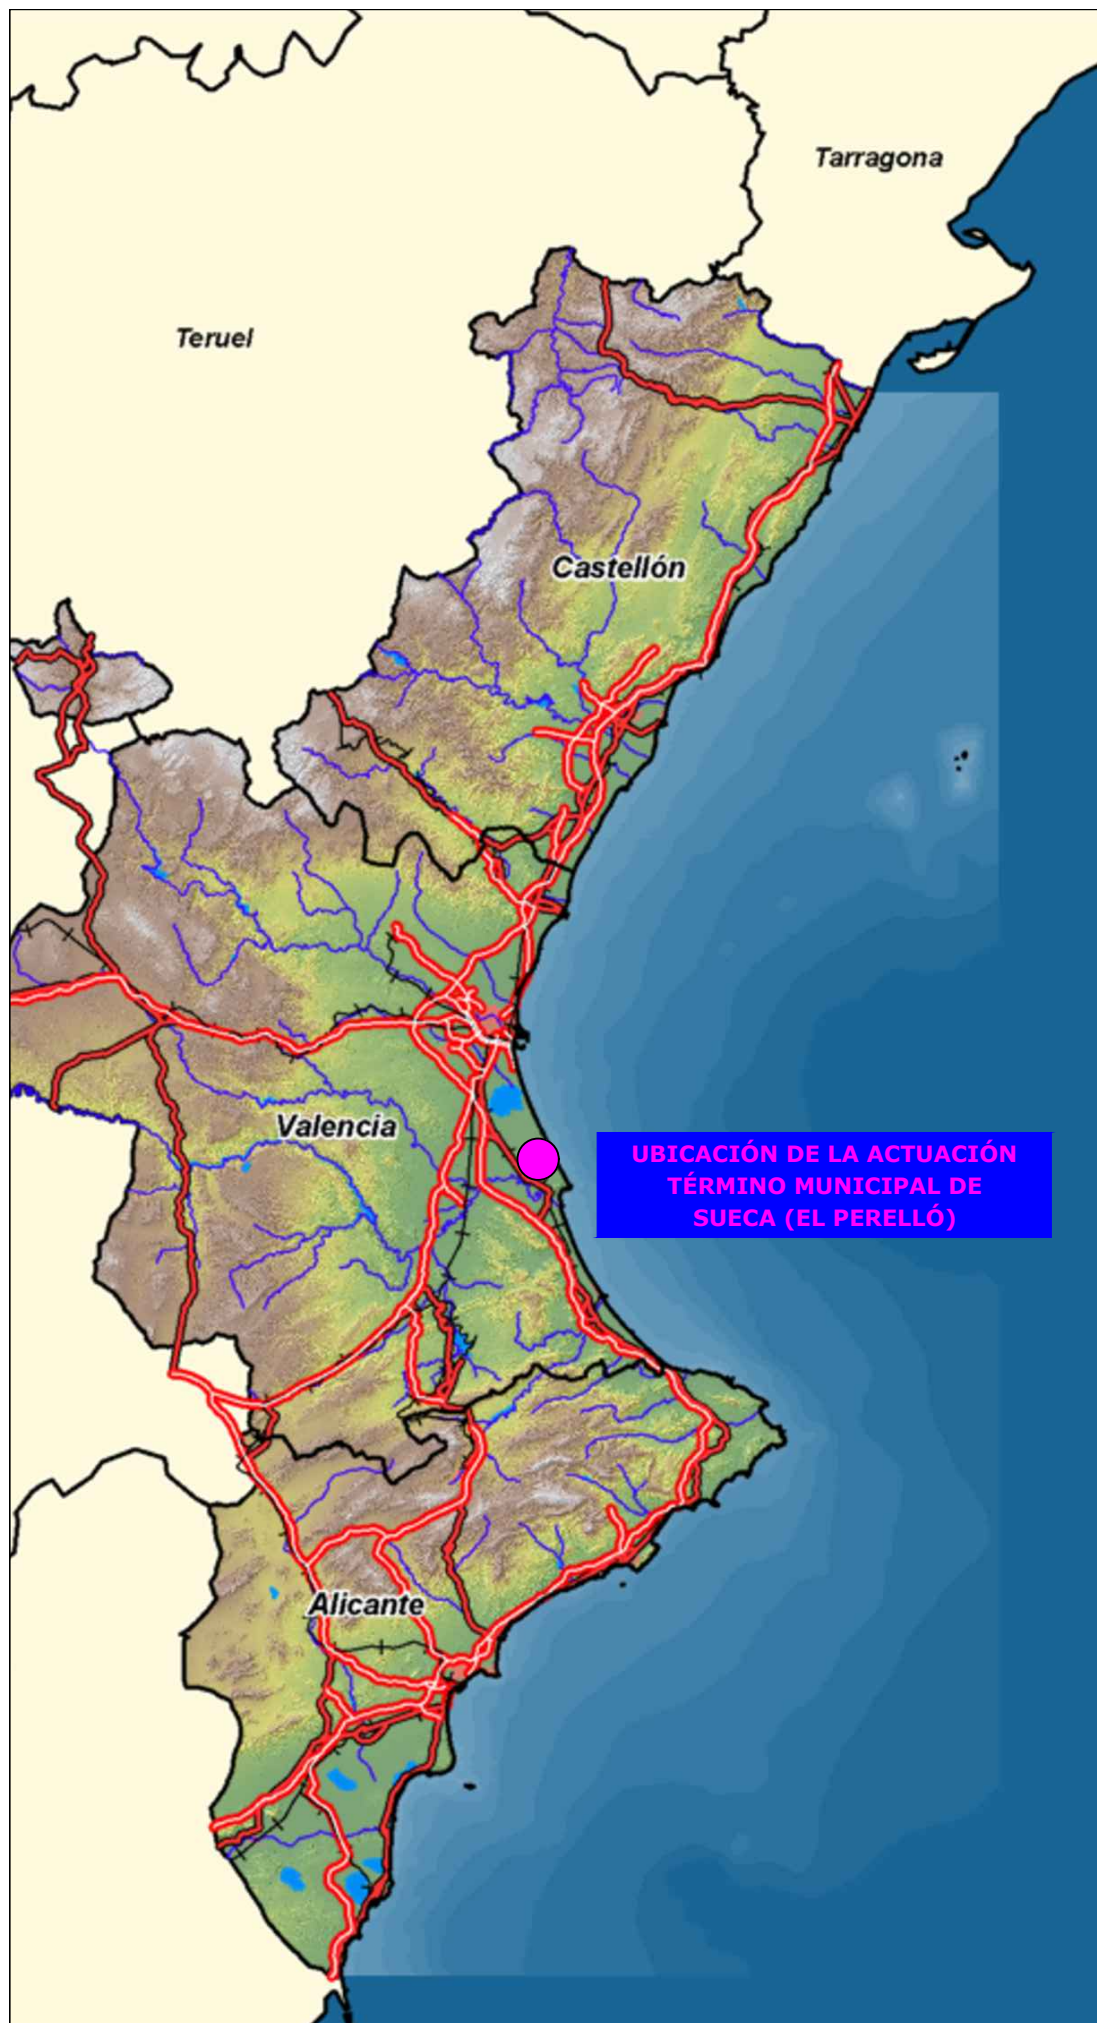 Tarragona
Teruel
Castellón
Valencia
UBICACIÓN DE LA ACTUACIÓN
TÉRMINO MUNICIPAL DE
SUECA (EL PERELLÓ)
Alicante